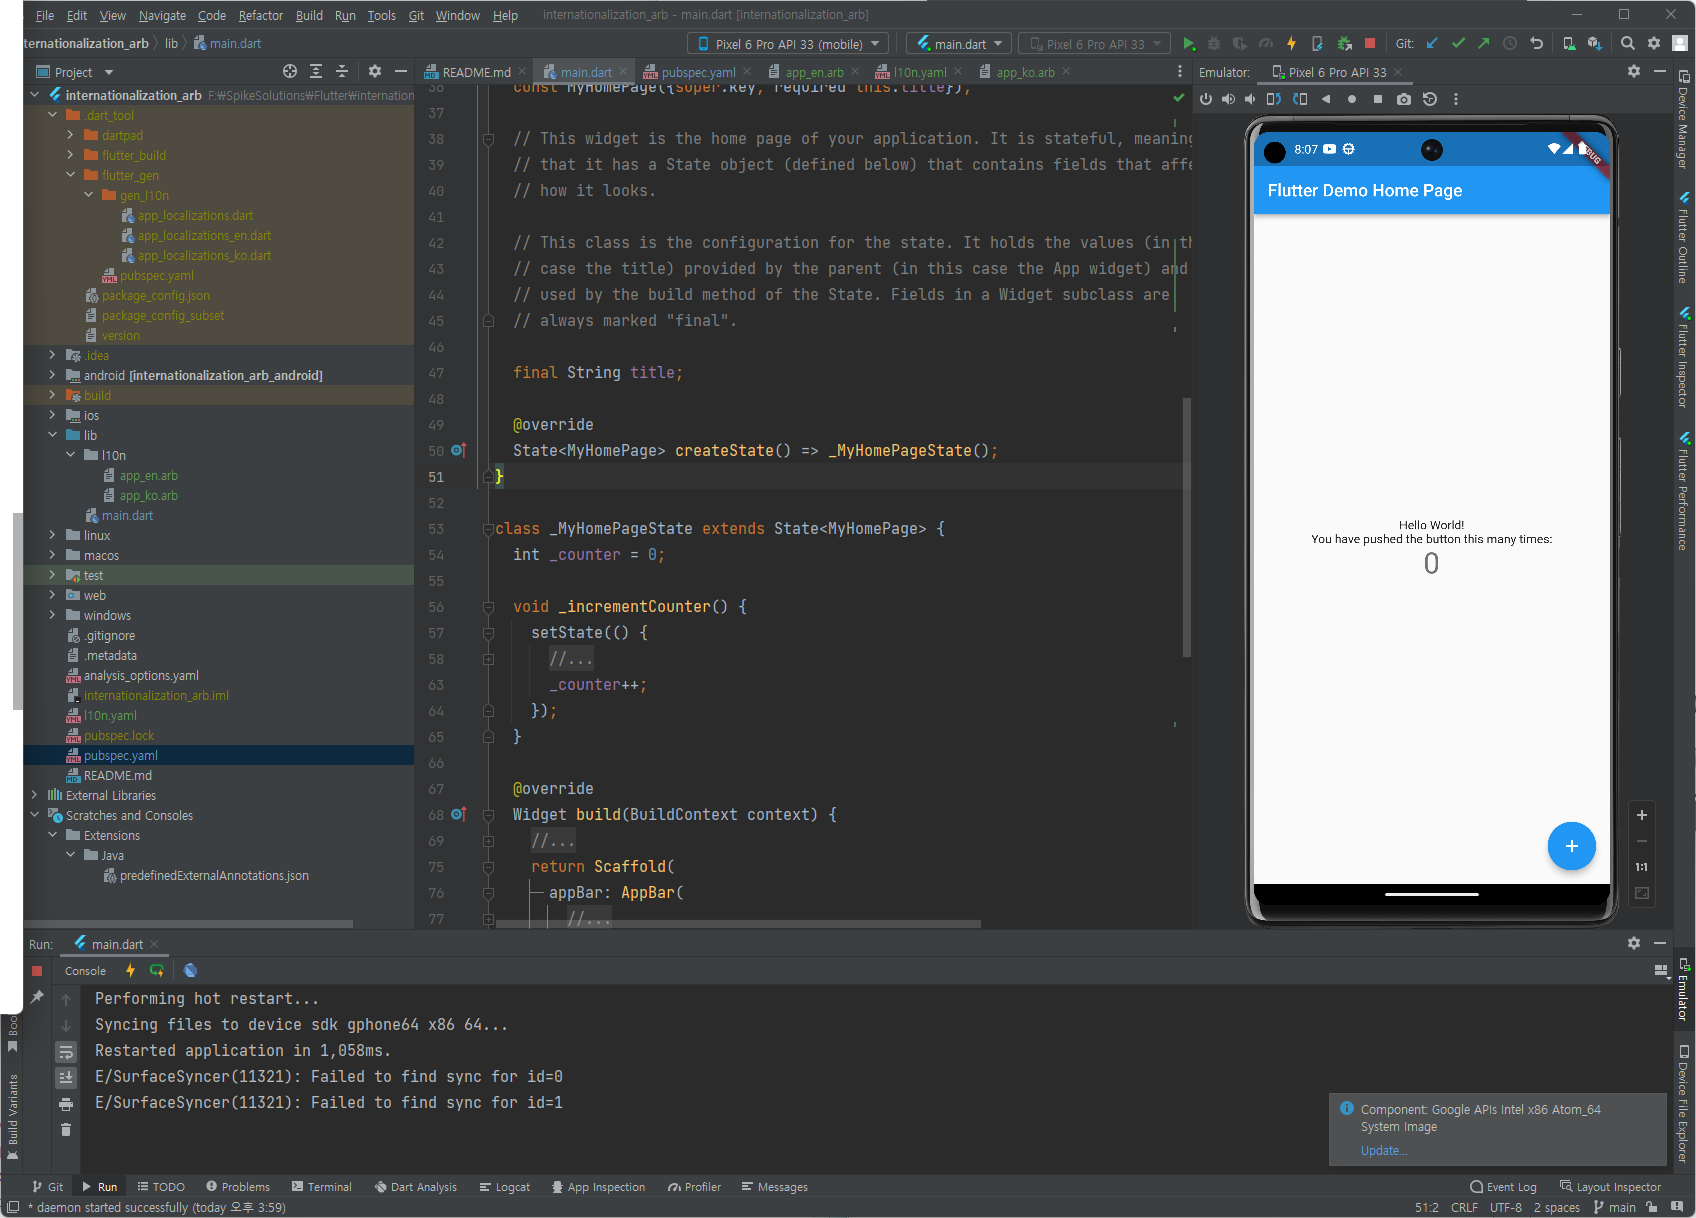 File Edit View Navigate Code Refactor Build Run Tools Git Window Help internationalization_arb - main.dart [internationalization_arb]
ternationalization_arb lib main.dart
Pixel 6 Pro API 33 (mobile) main.dart Pixel 6 Pro API 33 Git:
Project
README.md main.dart pubspec.yaml app_en.arb l10n.yaml app_ko.arb
Emulator: Pixel 6 Pro API 33
internationalization_arb F:₩SpikeSolutions₩Flutter₩internation
.dart_tool
dartpad
flutter_build
flutter_gen
gen_l10n
app_localizations.dart
app_localizations_en.dart
app_localizations_ko.dart
pubspec.yaml
package_config.json
package_config_subset
version
.idea
android [internationalization_arb_android]
build
ios
lib
l10n
app_en.arb
app_ko.arb
main.dart
linux
macos
test
web
windows
.gitignore
.metadata
analysis_options.yaml
internationalization_arb.iml
l10n.yaml
pubspec.lock
pubspec.yaml
README.md
External Libraries
Scratches and Consoles
Extensions
Java
predefinedExternalAnnotations.json
36 const MyHomePage({super.key, required this.title});
37
38 // This widget is the home page of your application. It is stateful, meaning
39 // that it has a State object (defined below) that contains fields that affe
40 // how it looks.
41
42 // This class is the configuration for the state. It holds the values (in th
43 // case the title) provided by the parent (in this case the App widget) and
44 // used by the build method of the State. Fields in a Widget subclass are
45 // always marked "final".
46
47 final String title;
48
49 @override
50 State<MyHomePage> createState() => _MyHomePageState();
51 }
52
53 class _MyHomePageState extends State<MyHomePage> {
54 int _counter = 0;
55
56 void _incrementCounter() {
57 setState(() {
58 //...
63 _counter++;
64 });
65 }
66
67 @override
68 Widget build(BuildContext context) {
69 //...
75 return Scaffold(
76 appBar: AppBar(
77 //...
8:07
Flutter Demo Home Page
Hello World!
You have pushed the button this many times:
0
+
1:1
Device Manager
Flutter Outline
Flutter Inspector
Flutter Performance
Emulator
Device File Explorer
Run: main.dart
Console
Performing hot restart...
Syncing files to device sdk gphone64 x86 64...
Restarted application in 1,058ms.
E/SurfaceSyncer(11321): Failed to find sync for id=0
E/SurfaceSyncer(11321): Failed to find sync for id=1
Build Variants
Component: Google APIs Intel x86 Atom_64
System Image
Update...
Git Run TODO Problems Terminal Dart Analysis Logcat App Inspection Profiler Messages Event Log Layout Inspector
* daemon started successfully (today 오후 3:59) 51:2 CRLF UTF-8 2 spaces main